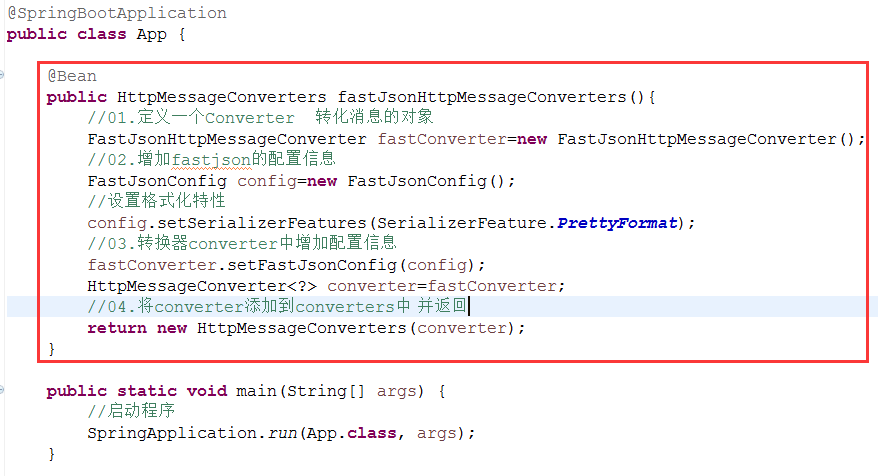 @SpringBootApplication
public class App {
@Bean
public HttpMessageConverters fastJsonHttpMessageConverters(){
//01.定义一个Converter  转化消息的对象
FastJsonHttpMessageConverter fastConverter=new FastJsonHttpMessageConverter();
//02.增加fastjson的配置信息
FastJsonConfig config=new FastJsonConfig();
//设置格式化特性
config.setSerializerFeatures(SerializerFeature.PrettyFormat);
//03.转换器converter中增加配置信息
fastConverter.setFastJsonConfig(config);
HttpMessageConverter<?> converter=fastConverter;
//04.将converter添加到converters中 并返回
return new HttpMessageConverters(converter);
}
public static void main(String[] args) {
//启动程序
SpringApplication.run(App.class, args);
}